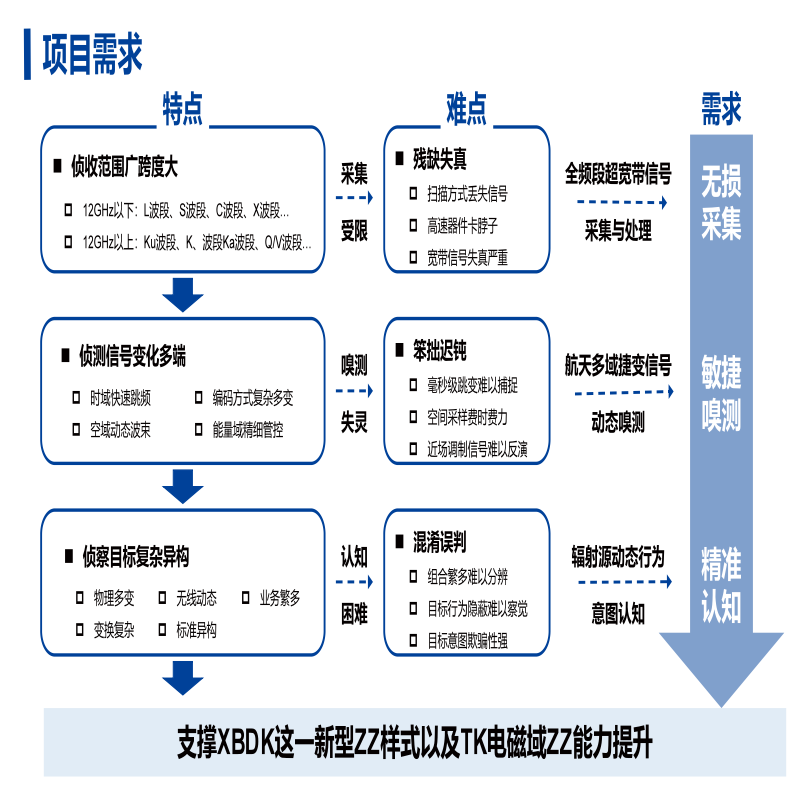 项目需求
特点
难点
需求
侦收范围广跨度大
12GHz以下：L波段、S波段、C波段、X波段...
12GHz以上：Ku波段、K、波段Ka波段、Q/V波段...
采集
受限
残缺失真
扫描方式丢失信号
高速器件卡脖子
宽带信号失真严重
全频段超宽带信号
采集与处理
无损
采集
侦测信号变化多端
时域快速跳频
编码方式复杂多变
空域动态波束
能量域精细管控
嗅测
失灵
笨拙迟钝
毫秒级跳变难以捕捉
空间采样费时费力
近场调制信号难以反演
航天多域捷变信号
动态嗅测
敏捷
嗅测
侦察目标复杂异构
物理多变
无线动态
业务繁多
变换复杂
标准异构
认知
困难
混淆误判
组合繁多难以分辨
目标行为隐蔽难以察觉
目标意图欺骗性强
辐射源动态行为
意图认知
精准
认知
支撑XBDK这一新型ZZ样式以及TK电磁域ZZ能力提升